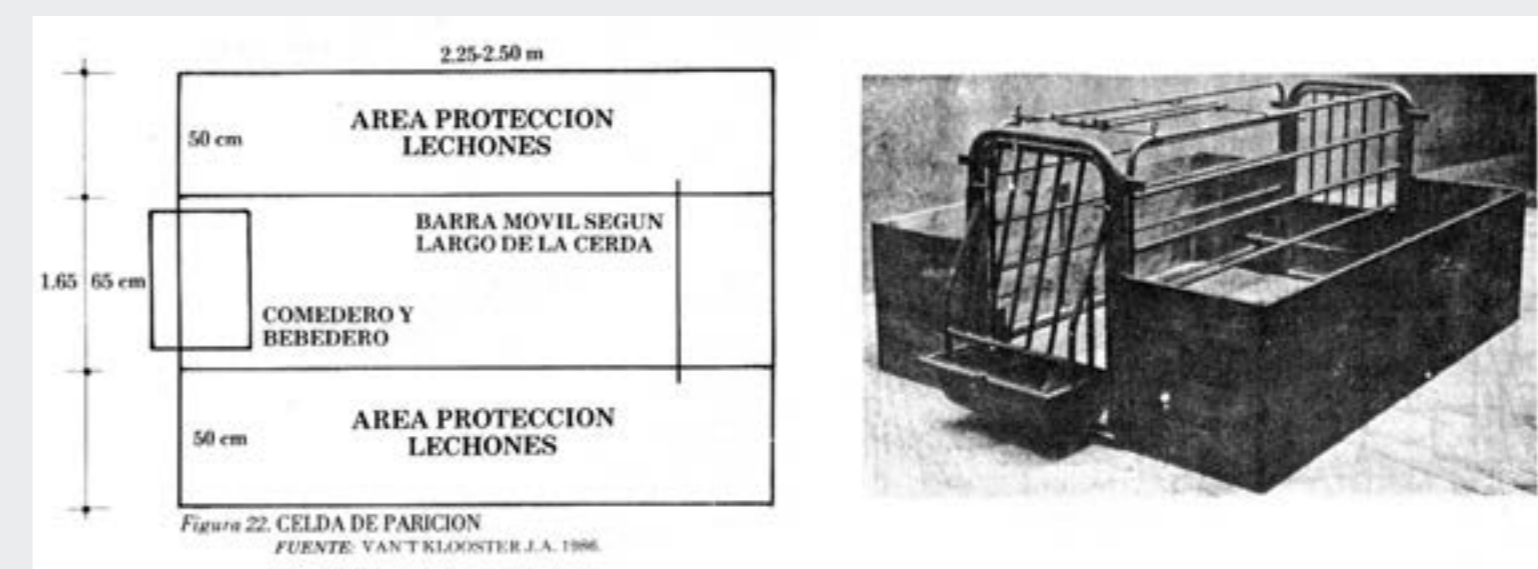 2.25-2.50 m
50 cm
AREA PROTECCION
LECHONES
BARRA MOVIL SEGUN
LARGO DE LA CERDA
1.65
65 cm
COMEDERO Y
BEBEDERO
50 cm
AREA PROTECCION
LECHONES
Figura 22. CELDA DE PARICION
FUENTE: VAN'T KLOOSTER J.A. 1986.